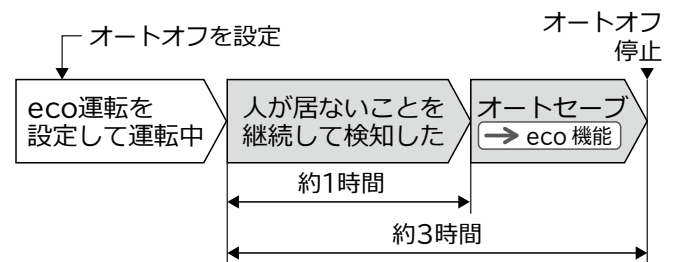 オートオフを設定
オートオフ
停止
eco運転を
設定して運転中
人が居ないことを
継続して検知した
オートセーブ
→ eco 機能
約1時間
約3時間